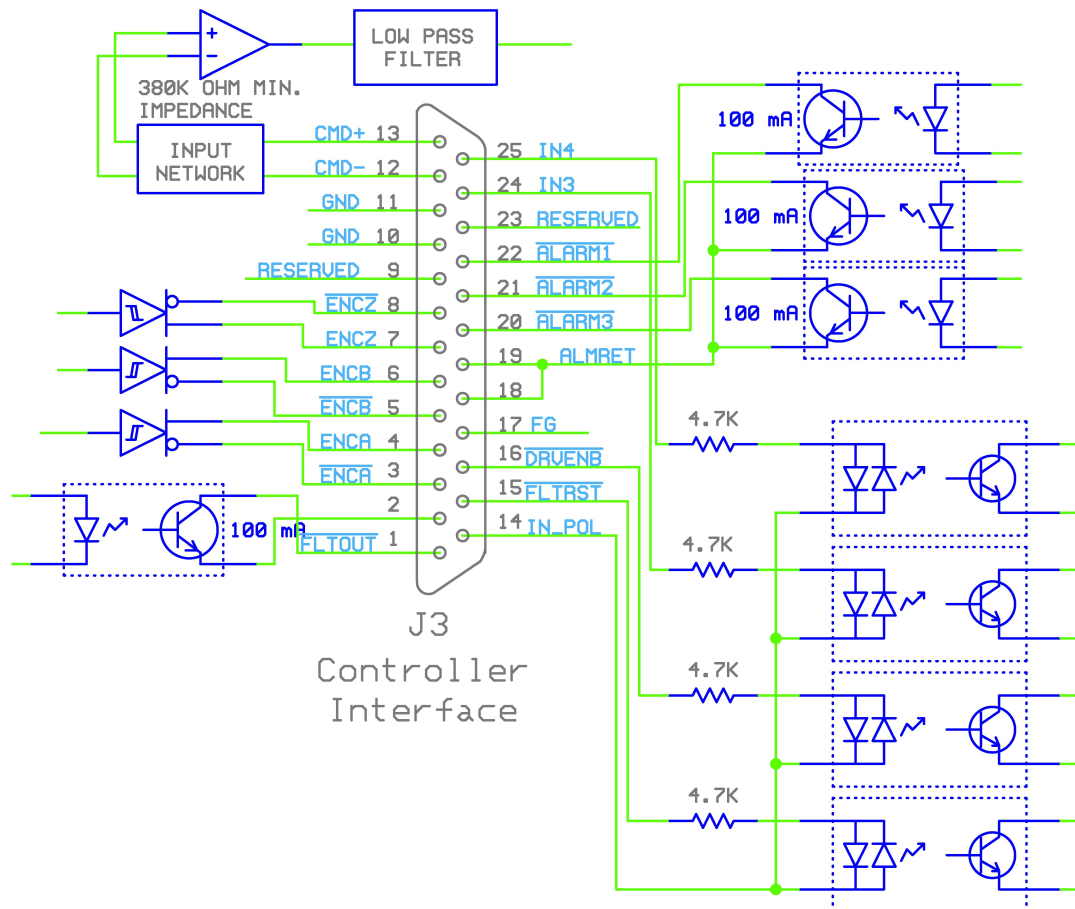 LOW PASS
FILTER
380K OHM MIN.
IMPEDANCE
INPUT
NETWORK
CMD+ 13
CMD- 12
GND 11
GND 10
RESERVED 9
ENCZ 8
ENCZ 7
ENCB 6
ENCB 5
ENCA 4
ENCA 3
2
FLTOUT 1
100 mA
25 IN4
24 IN3
23 RESERVED
22 ALARM1
21 ALARM2
20 ALARM3
19 ALMRET
18
17 FG
16 DRVENB
15 FLTRST
14 IN_POL
100 mA
100 mA
100 mA
4.7K
4.7K
4.7K
4.7K
J3
Controller
Interface